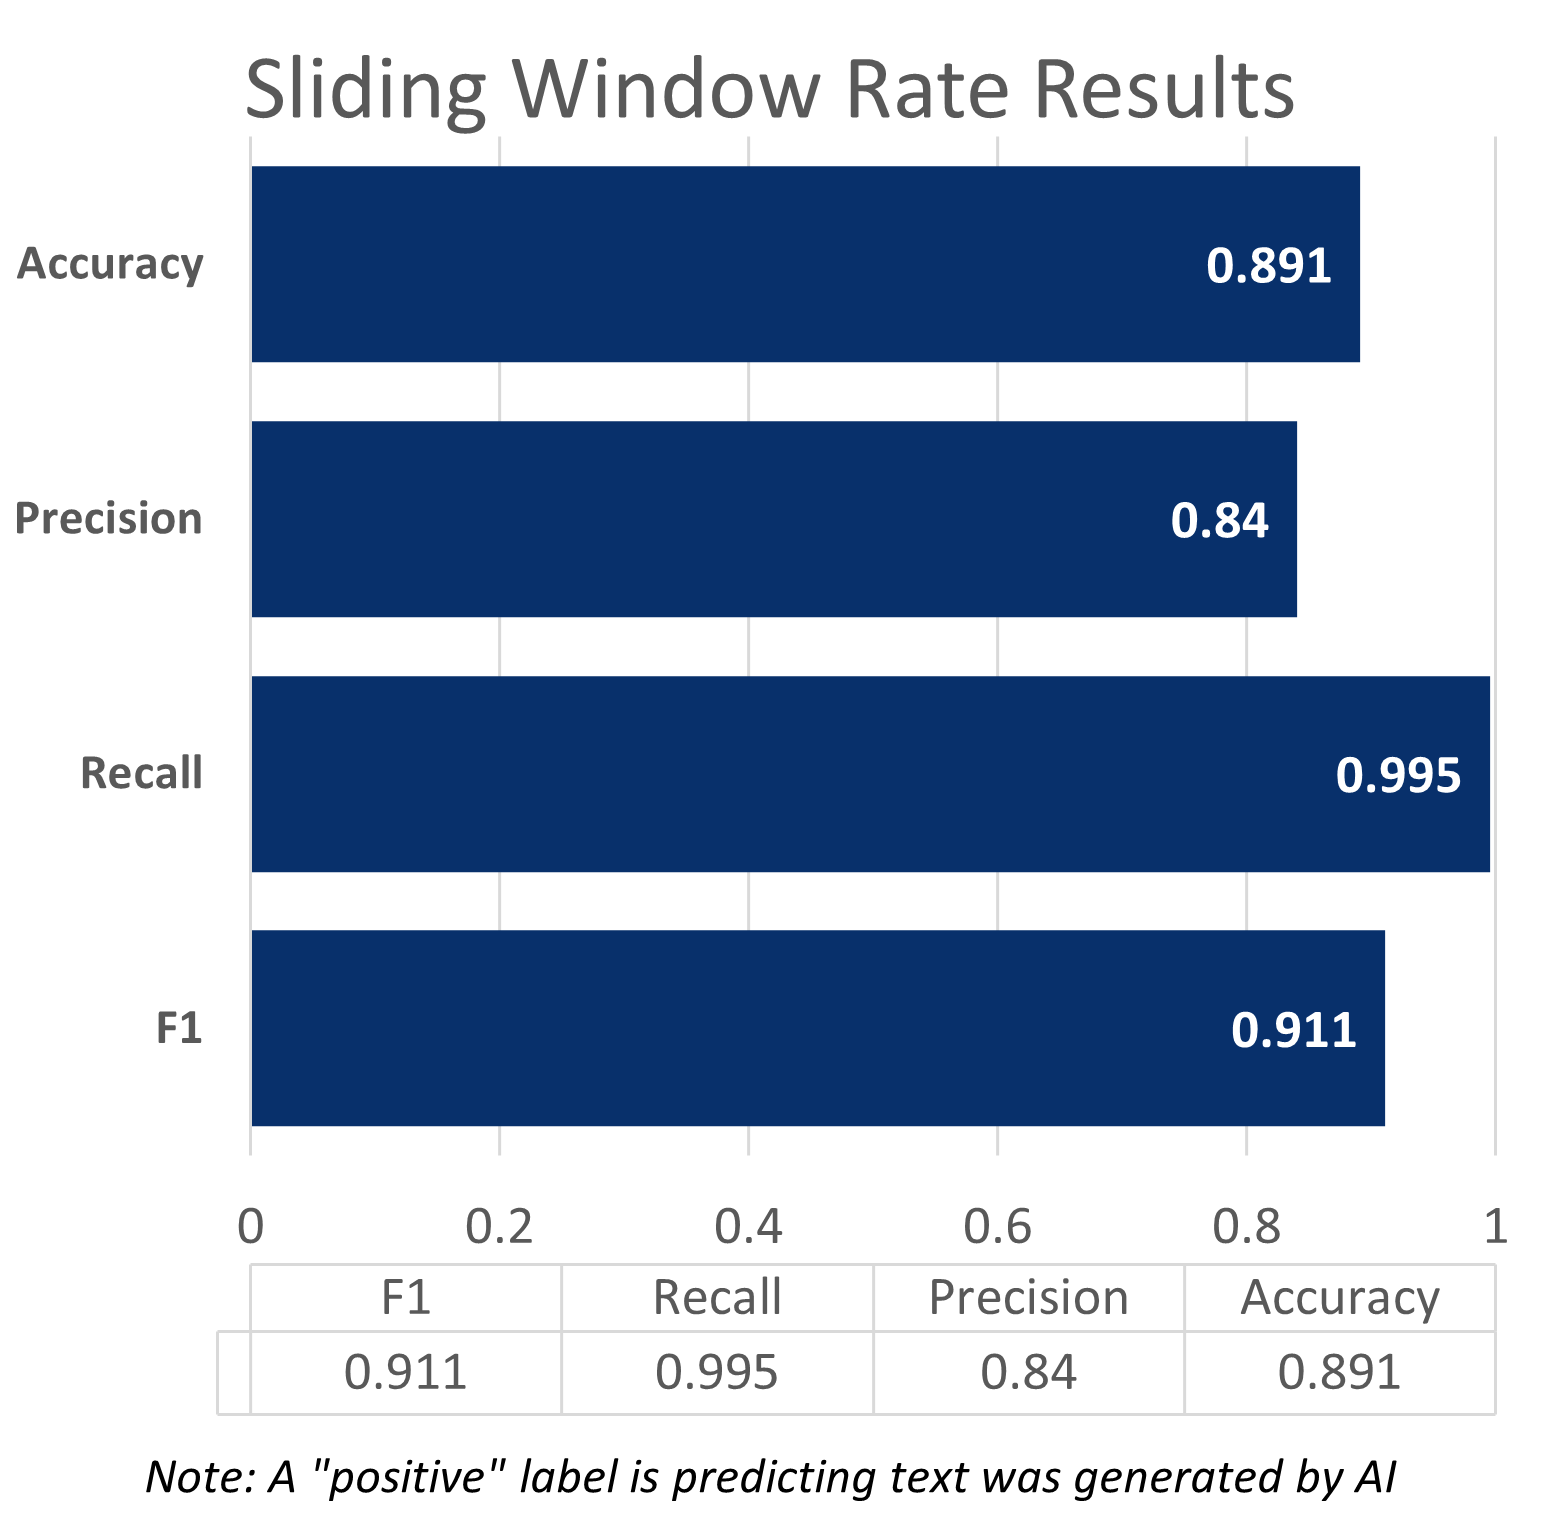 Sliding Window Rate Results
Accuracy
0.891
Precision
0.84
Recall
0.995
F1
0.911
0 0.2 0.4 0.6 0.8 1
F1 Recall Precision Accuracy
0.911 0.995 0.84 0.891
Note: A "positive" label is predicting text was generated by AI